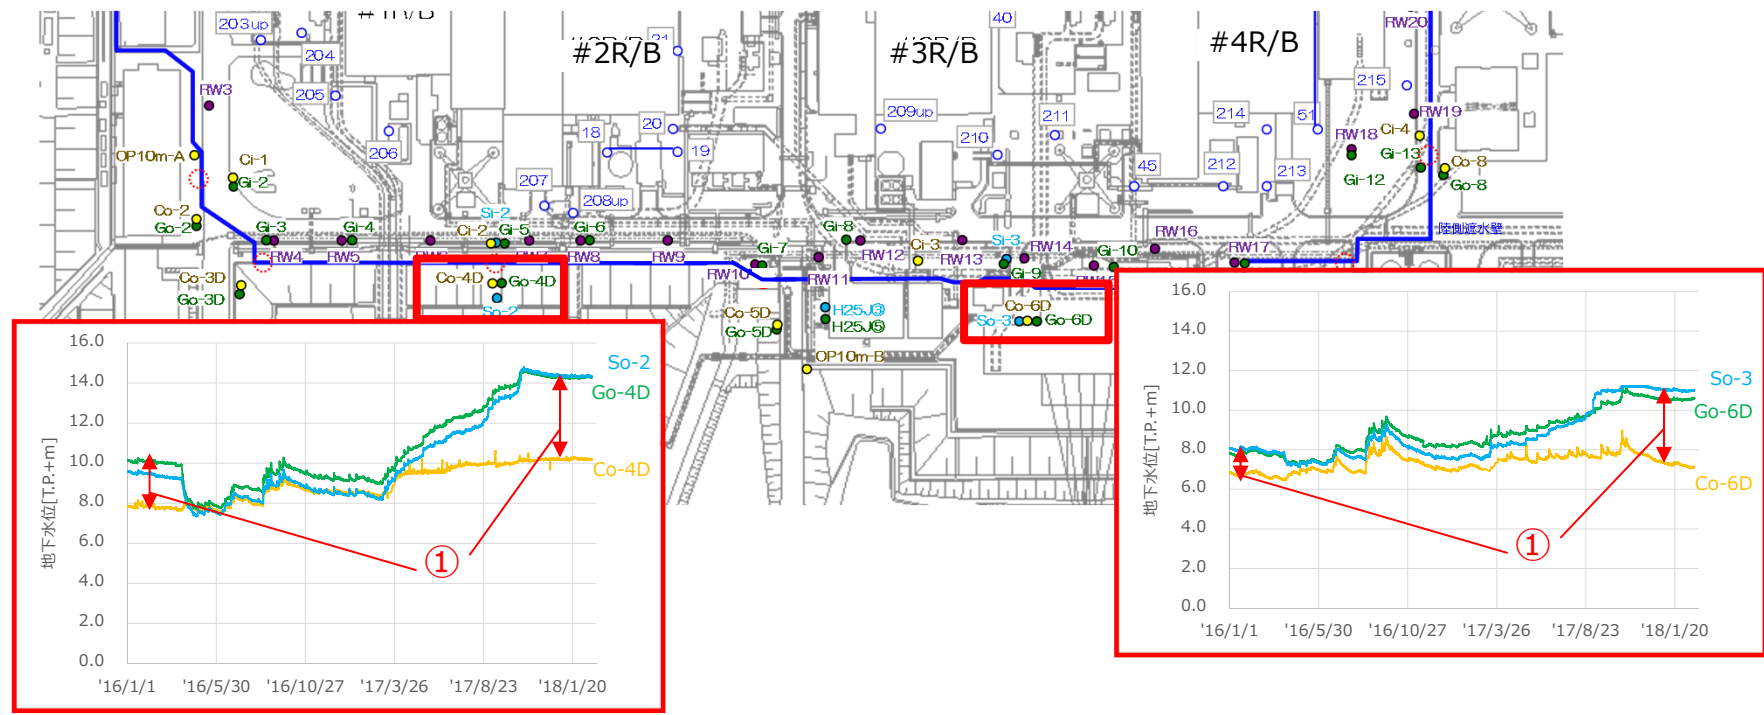 #1R/B
203up
204
205
206
RW3
OP10m-A
Ci-1
Gi-2
Co-2
Go-2
Gi-3
RW4
RW5
Gi-4
Co-3D
Go-3D
#2R/B
21
18
20
19
207
208up
Si-2
Ci-2
Gi-5
Gi-6
RW8
RW9
Co-4D
Go-4D
So-2
Gi-7
RW10
RW11
Co-5D
Go-5D
H25J③
H25J⑤
OP10m-B
#3R/B
40
209up
210
211
45
Gi-8
RW12
Ci-3
RW13
Si-3
RW14
Gi-9
Gi-10
Co-6D
So-3
Go-6D
#4R/B
RW20
215
214
51
212
213
RW16
RW17
RW18
RW19
Ci-4
Gi-13
Gi-12
Co-8
Go-8
陸側遮水壁
地下水位[T.P.+m]
16.0
14.0
12.0
10.0
8.0
6.0
4.0
2.0
0.0
'16/1/1 '16/5/30 '16/10/27 '17/3/26 '17/8/23 '18/1/20
So-2
Go-4D
Co-4D
①
地下水位[T.P.+m]
16.0
14.0
12.0
10.0
8.0
6.0
4.0
2.0
0.0
'16/1/1 '16/5/30 '16/10/27 '17/3/26 '17/8/23 '18/1/20
So-3
Go-6D
Co-6D
①